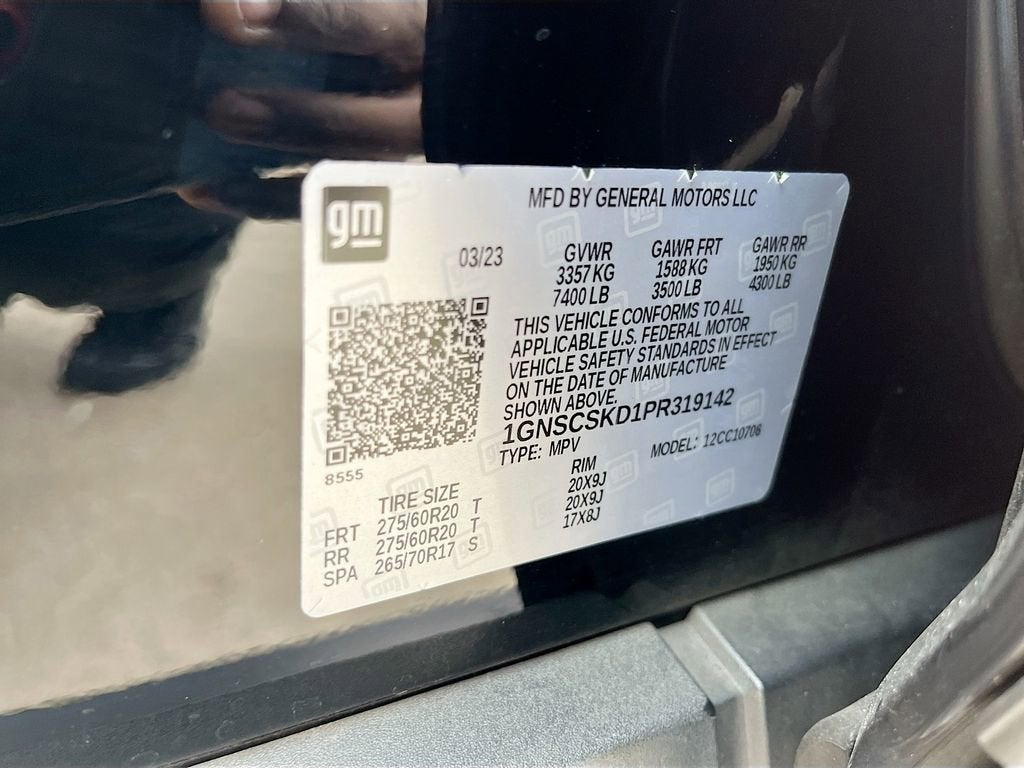 gm
MFD BY GENERAL MOTORS LLC
03/23
GVWR GAWR FRT GAWR RR
3357 KG 1588 KG 1950 KG
7400 LB 3500 LB 4300 LB
THIS VEHICLE CONFORMS TO ALL
APPLICABLE U.S. FEDERAL MOTOR
VEHICLE SAFETY STANDARDS IN EFFECT
ON THE DATE OF MANUFACTURE
SHOWN ABOVE.
1GNSCSKD1PR319142
TYPE: MPV MODEL: 12CC10706
8555
TIRE SIZE RIM
FRT 275/60R20 T 20X9J
RR 275/60R20 T 20X9J
SPA 265/70R17 S 17X8J